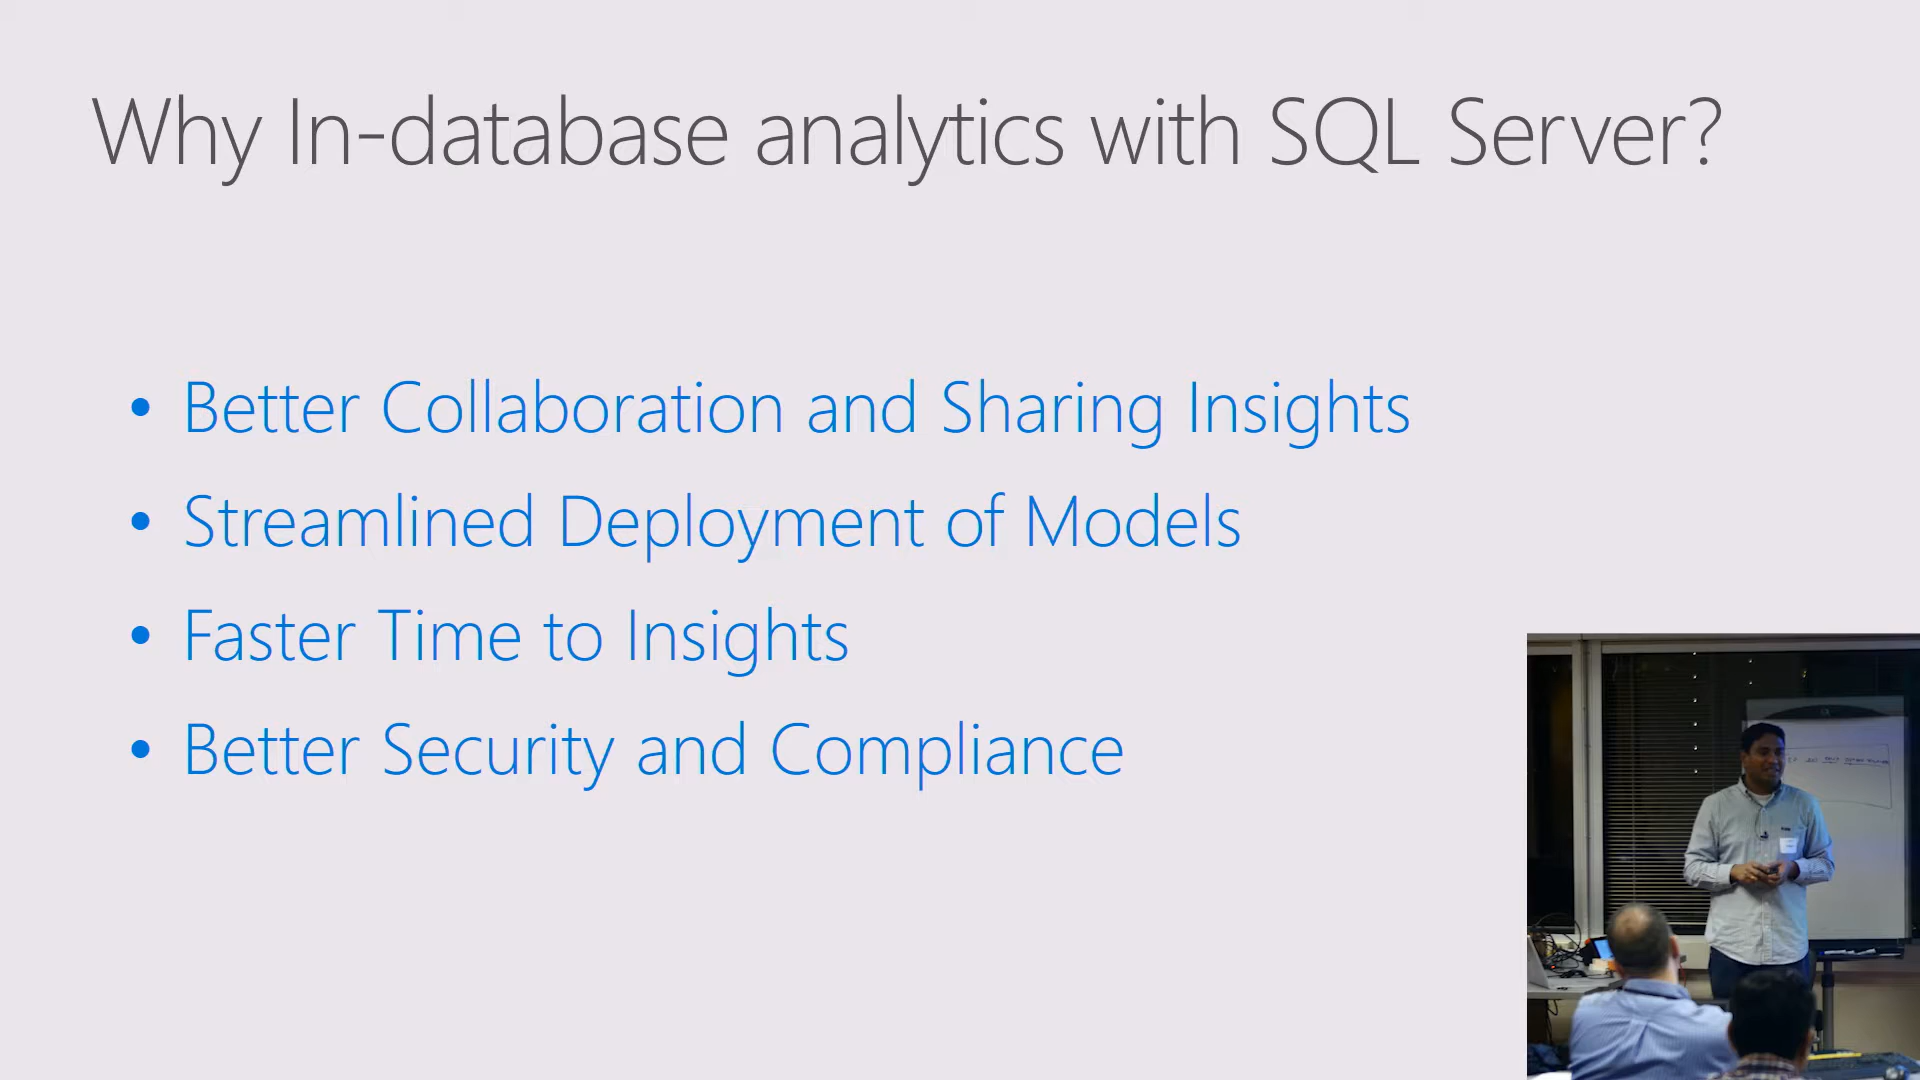 Why In-database analytics with SQL Server?
• Better Collaboration and Sharing Insights
• Streamlined Deployment of Models
• Faster Time to Insights
• Better Security and Compliance